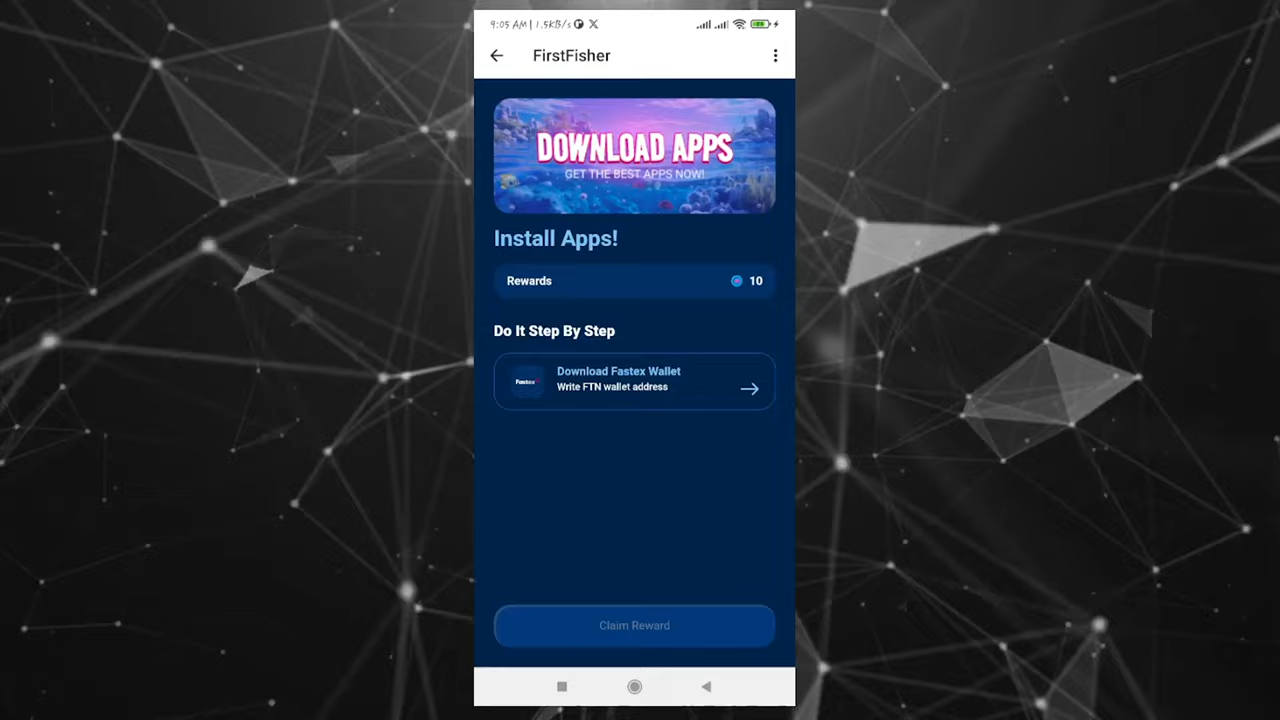 9:05 AM | 1.5KB/s
FirstFisher
DOWNLOAD APPS
GET THE BEST APPS NOW!
Install Apps!
Rewards 10
Do It Step By Step
Fastex
Download Fastex Wallet
Write FTN wallet address
Claim Reward